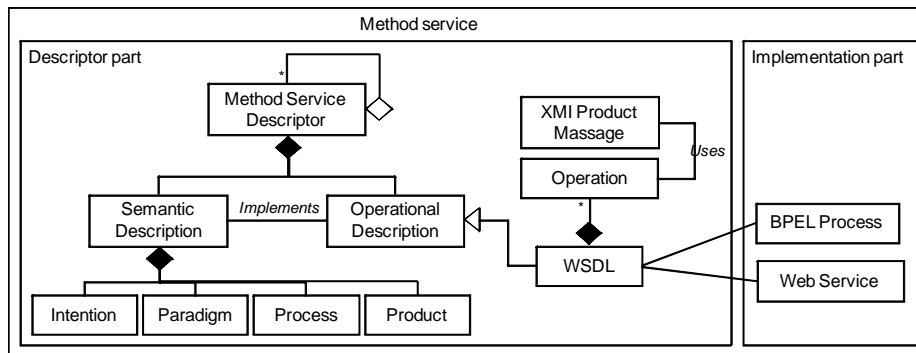 Method service
Descriptor part
Implementation part
*
Method Service
Descriptor
XMI Product
Massage
Uses
Operation
*
Semantic
Description
Implements
Operational
Description
BPEL Process
WSDL
Web Service
Intention
Paradigm
Process
Product